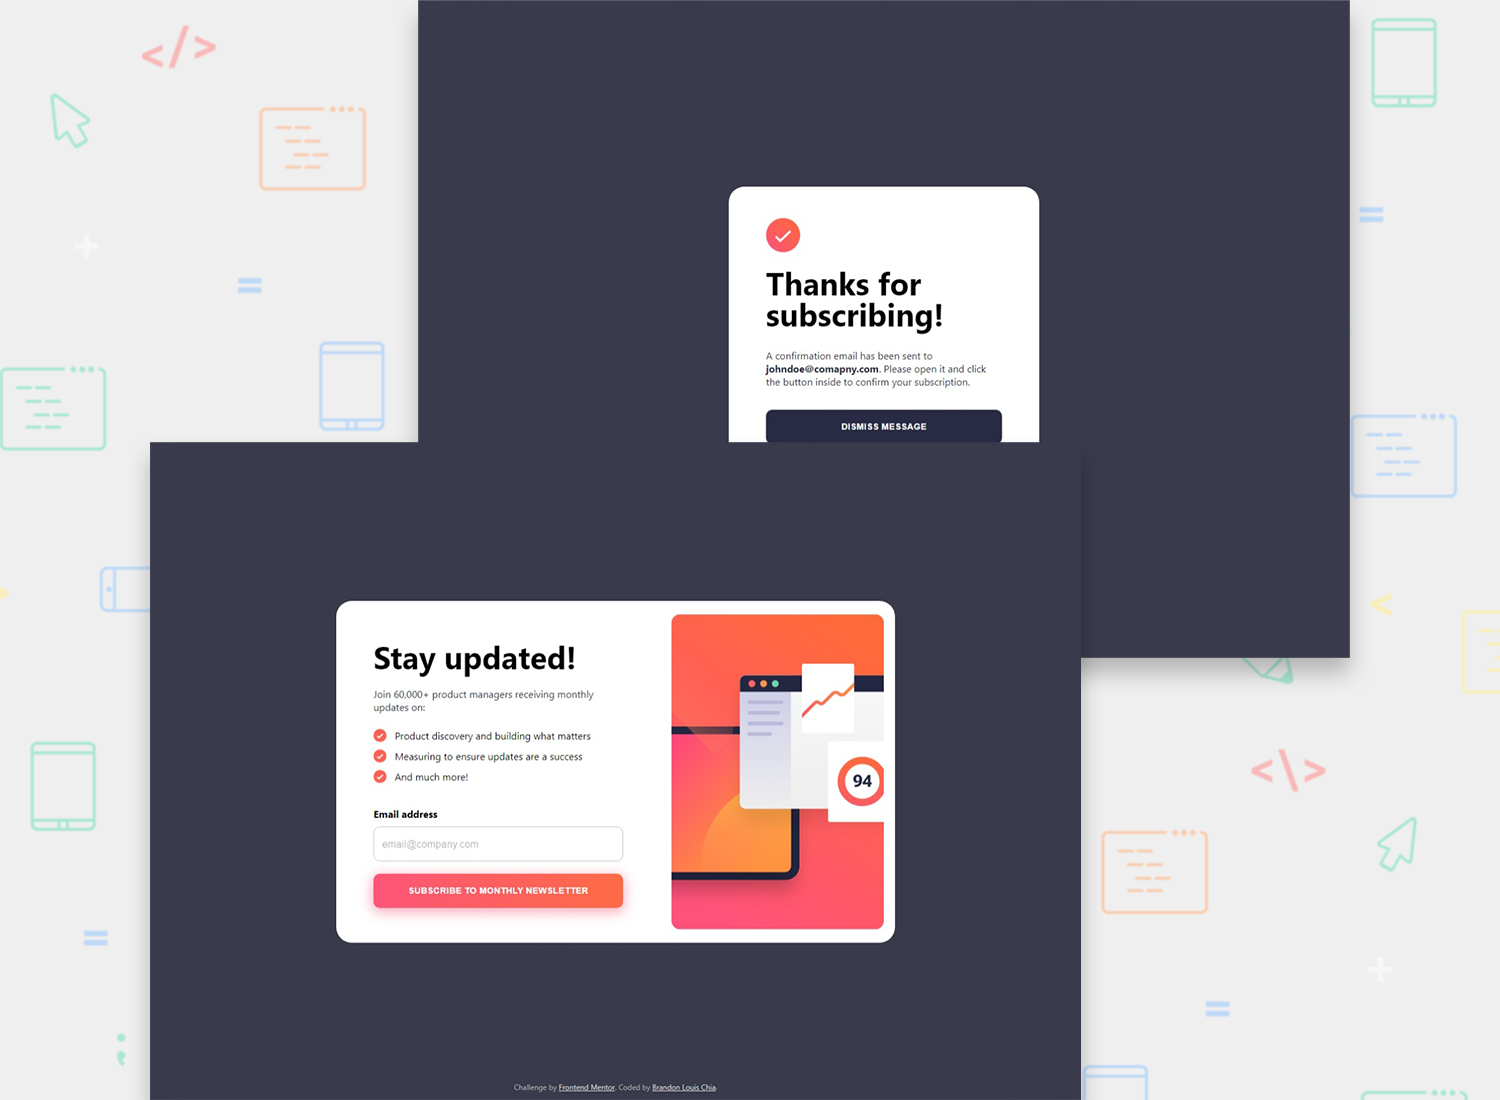 Thanks for
subscribing!
A confirmation email has been sent to
johndoe@comapny.com. Please open it and click
the button inside to confirm your subscription.
DISMISS MESSAGE
Stay updated!
Join 60,000+ product managers receiving monthly
updates on:
Product discovery and building what matters
Measuring to ensure updates are a success
And much more!
Email address
email@company.com
SUBSCRIBE TO MONTHLY NEWSLETTER
94
Challenge by Frontend Mentor. Coded by Brandon Louis Chia.